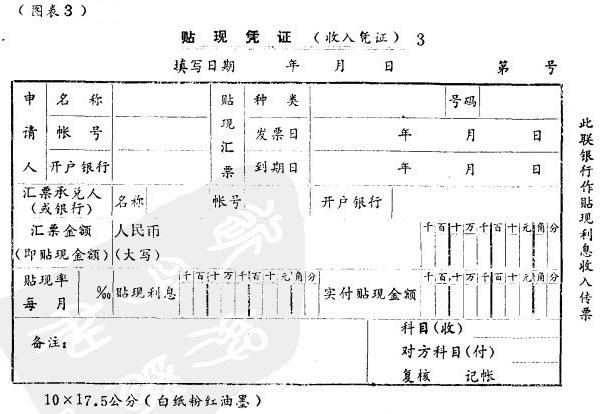 （图表3）
贴现凭证（收入凭证） 3
填写日期 年 月 日 第 号
申请人 名称 贴现汇票 种类 号码
帐号 发票日 年 月 日
开户银行 到期日 年 月 日
汇票承兑人（或银行） 名称 帐号 开户银行
汇票金额（即贴现金额） 人民币（大写） 千百十万千百十元角分
贴现率每月 ‰ 贴现利息 千百十万千百十元角分 实付贴现金额 千百十万千百十元角分
备注： 科目(收)
对方科目(付)
复核 记帐
此联银行作贴现利息收入传票
10×17.5公分（白纸粉红油墨）